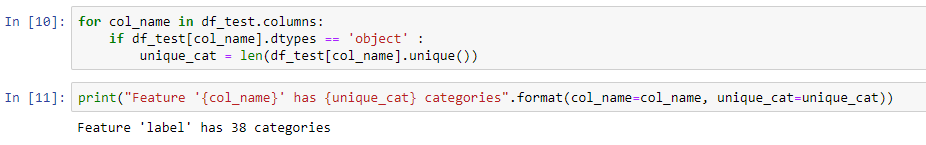 In [10]: for col_name in df_test.columns:
if df_test[col_name].dtypes == 'object' :
unique_cat = len(df_test[col_name].unique())
In [11]: print("Feature '{col_name}' has {unique_cat} categories".format(col_name=col_name, unique_cat=unique_cat))
Feature 'label' has 38 categories